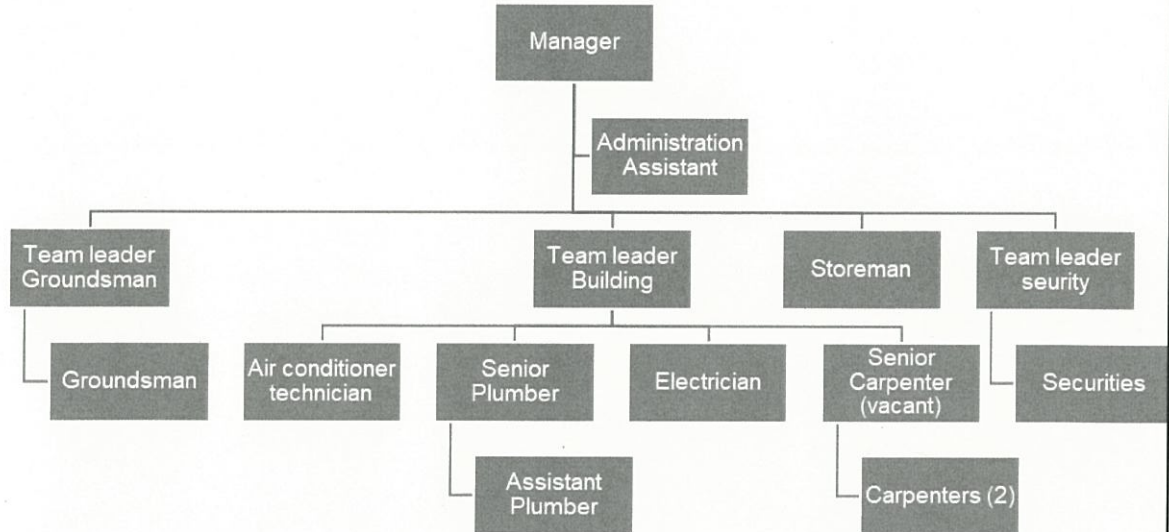 Manager
Administration
Assistant
Team leader
Groundsman
Team leader
Building
Storeman
Team leader
seurity
Groundsman
Air conditioner
technician
Senior
Plumber
Electrician
Senior
Carpenter
(vacant)
Securities
Assistant
Plumber
Carpenters (2)